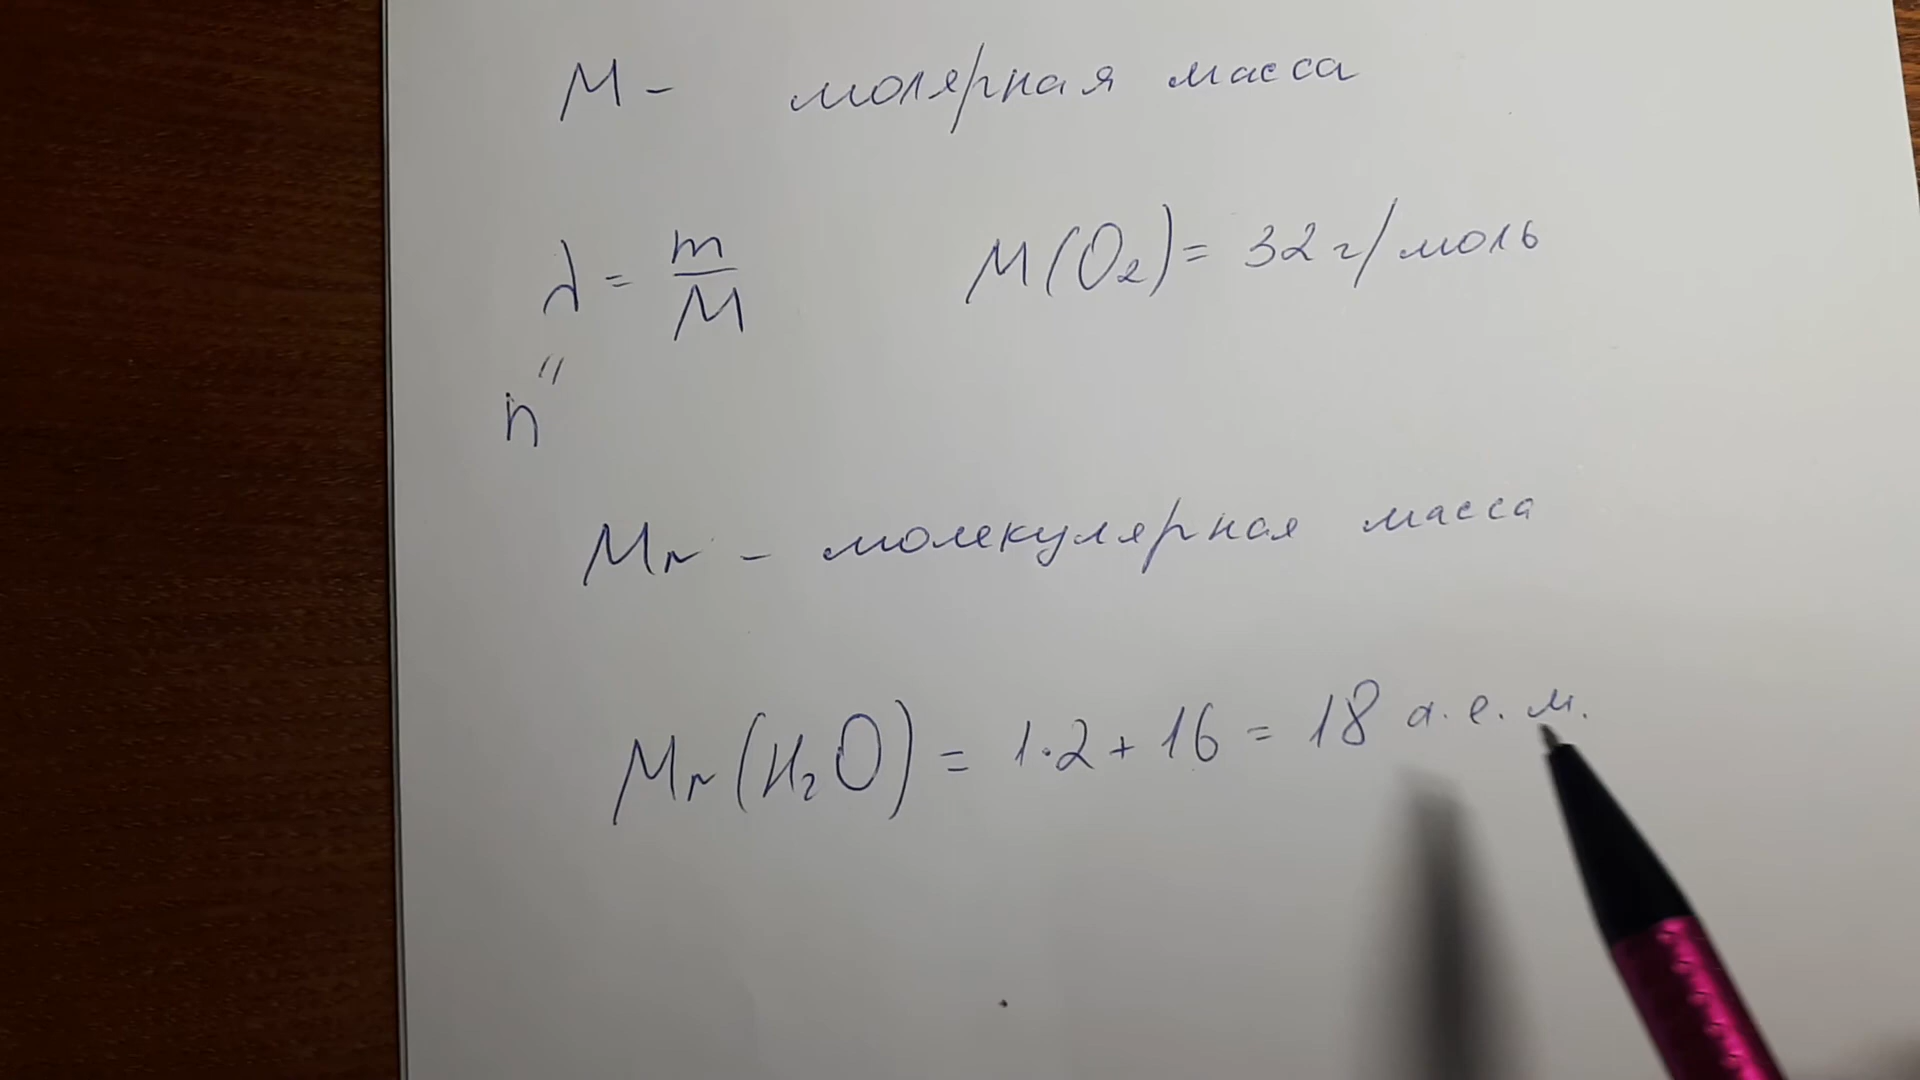 M - молярная масса
λ = m/M M(O₂) = 32 г/моль
"
n
Mr - молекулярная масса
Mr(H₂O) = 1·2 + 16 = 18 а.е.м.